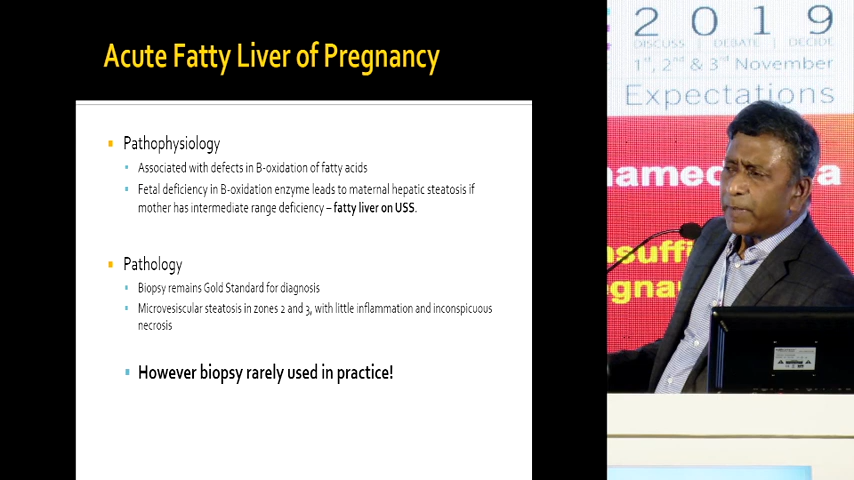 Acute Fatty Liver of Pregnancy
Pathophysiology
Associated with defects in B-oxidation of fatty acids
Fetal deficiency in B-oxidation enzyme leads to maternal hepatic steatosis if
mother has intermediate range deficiency – fatty liver on USS.
Pathology
Biopsy remains Gold Standard for diagnosis
Microvesiscular steatosis in zones 2 and 3, with little inflammation and inconspicuous
necrosis
However biopsy rarely used in practice!
2019
DISCUSS | DEBATE | DECIDE
1st, 2nd & 3rd November
Expectations